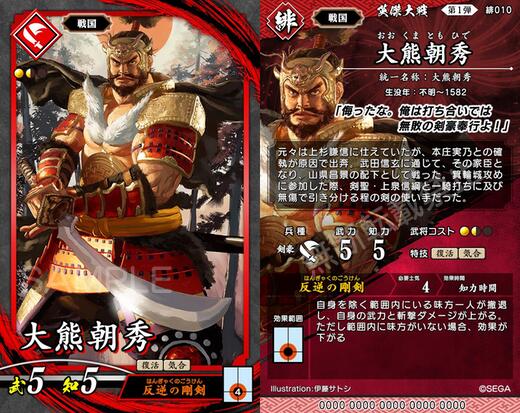 戦国
SAMPLE
大熊朝秀
復活 気合
武5 知5
はんぎゃくのごうけん
反逆の剛剣
4
緋
戦国
英傑大戦
第1弾
緋010
おおくまともひで
大熊朝秀
統一名称:大熊朝秀
生没年:不明~1582
「侮ったな。俺は打ち合いでは
無敗の剣豪奉行よ!」
元々は上杉謙信に仕えていたが、本庄実乃との確
執が原因で出奔。武田信玄に通じて、その家臣と
なり、山県昌景の配下として戦った。箕輪城攻め
に参加した際、剣聖・上泉信綱と一騎打ちに及び
無傷で引き分ける程の剣の使い手だった。
兵種 武力 知力 武将コスト
剣豪 5 5 特技 復活 気合
はんぎゃくのごうけん 必要士気 効果時間
反逆の剛剣 4 知力時間
効果範囲
自身を除く範囲内にいる味方一人が撤退
し、自身の武力と斬撃ダメージが上がる。
ただし範囲内に味方がいない場合、効果が
下がる
Illustration:伊藤サトシ
©SEGA
0000 0000 0000 0000 0000